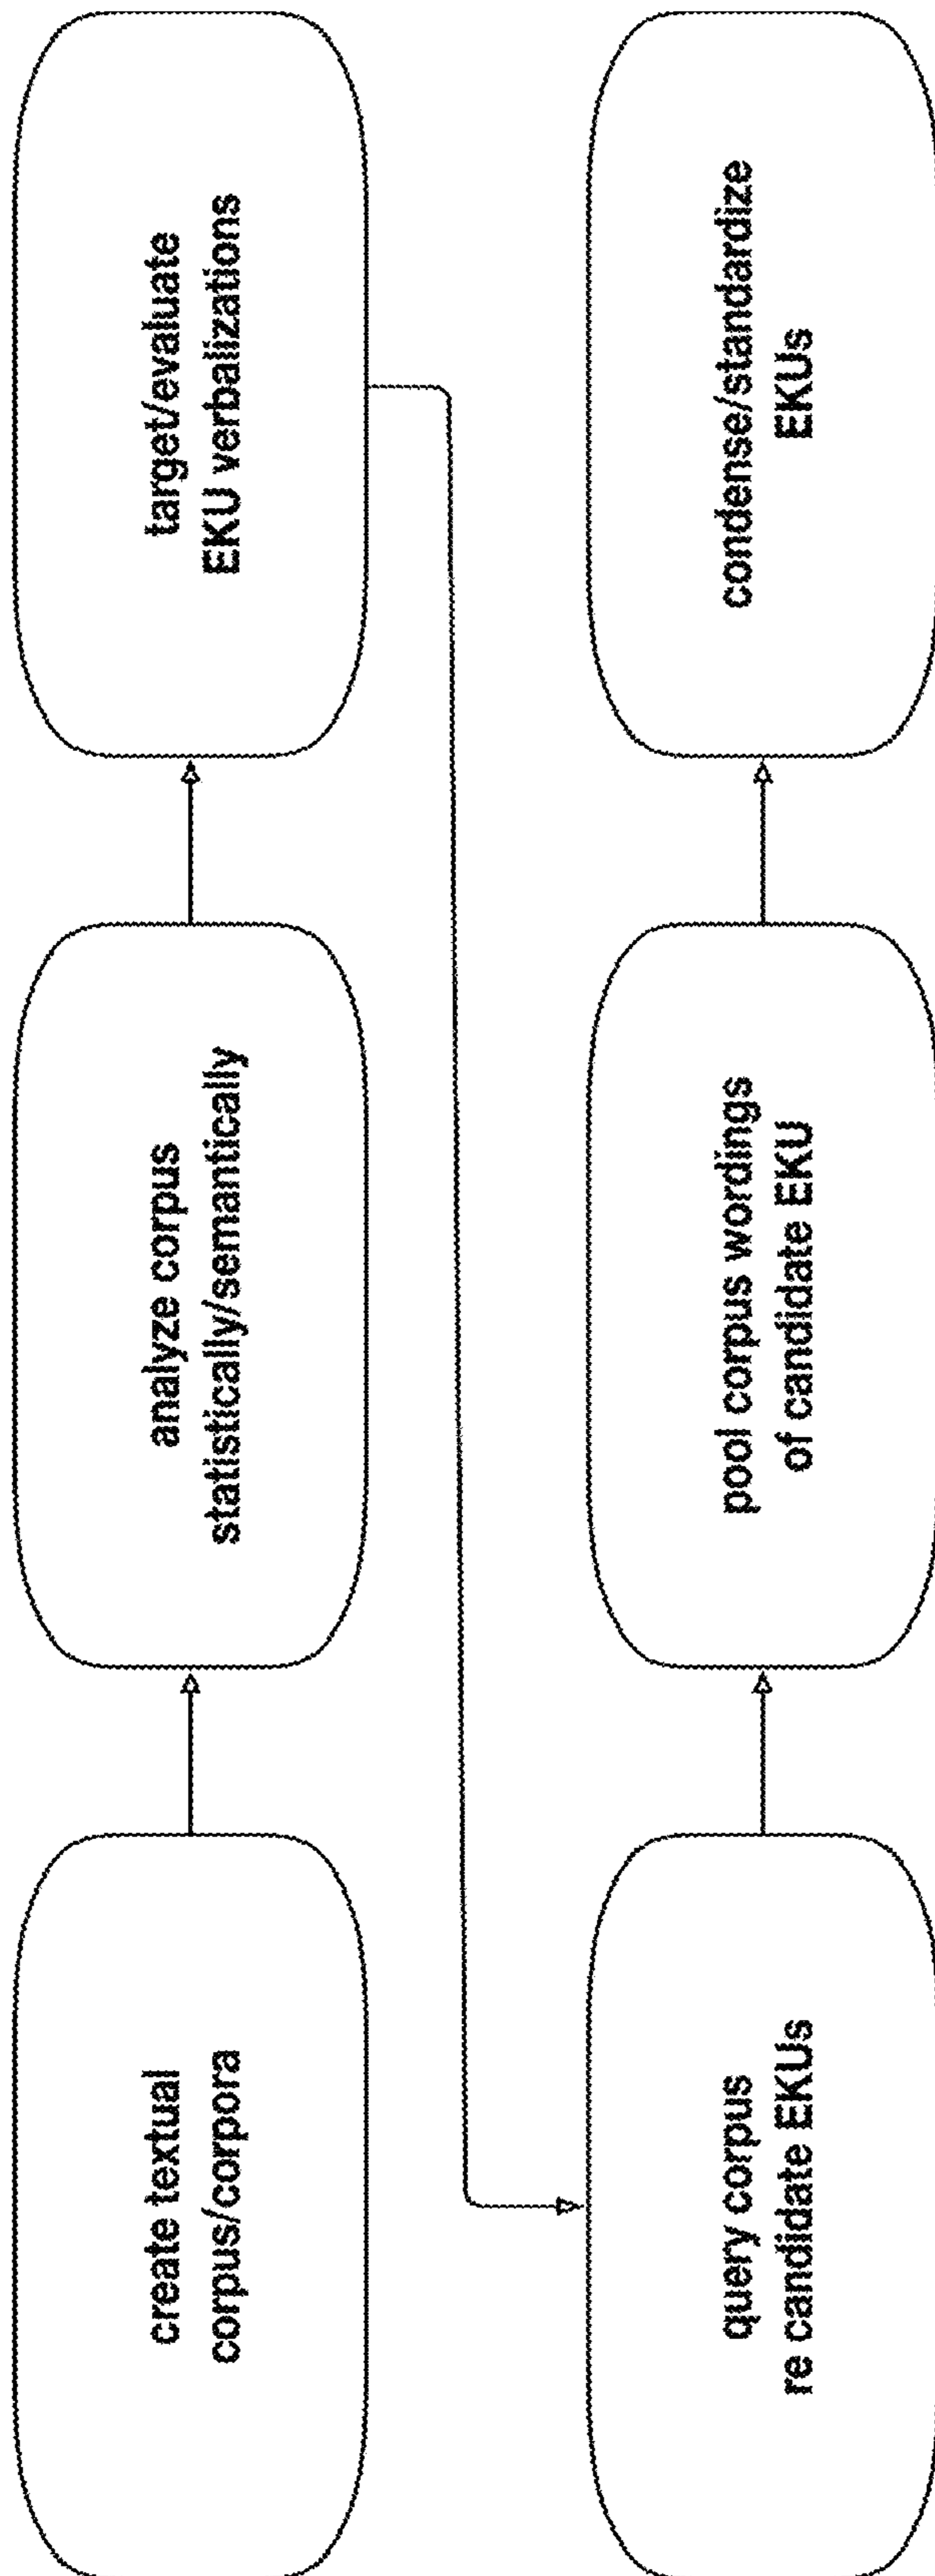 create textual
corpus/corpora
analyze corpus
statistically/semantically
target/evaluate
EKU verbalizations
query corpus
re candidate EKUs
pool corpus wordings
of candidate EKU
condense/standardize
EKUs